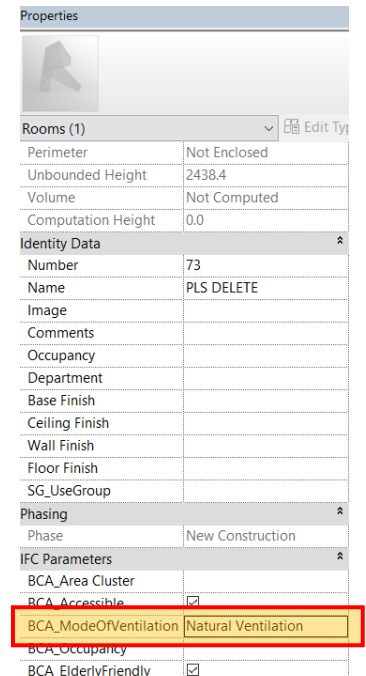 Properties
Rooms (1) Edit Typ
Perimeter Not Enclosed
Unbounded Height 2438.4
Volume Not Computed
Computation Height 0.0
Identity Data
Number 73
Name PLS DELETE
Image
Comments
Occupancy
Department
Base Finish
Ceiling Finish
Wall Finish
Floor Finish
SG_UseGroup
Phasing
Phase New Construction
IFC Parameters
BCA_Area Cluster
BCA_Accessible
BCA_ModeOfVentilation Natural Ventilation
BCA_Occupancy
BCA_ElderlyFriendly